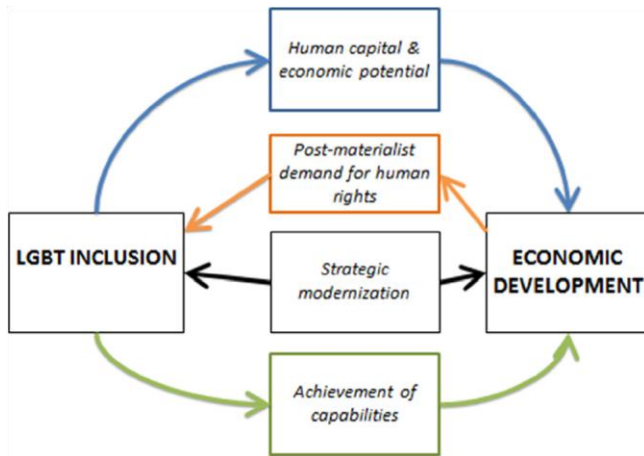 Human capital &
economic potential
Post-materialist
demand for human
rights
LGBT INCLUSION
Strategic
modernization
ECONOMIC
DEVELOPMENT
Achievement of
capabilities